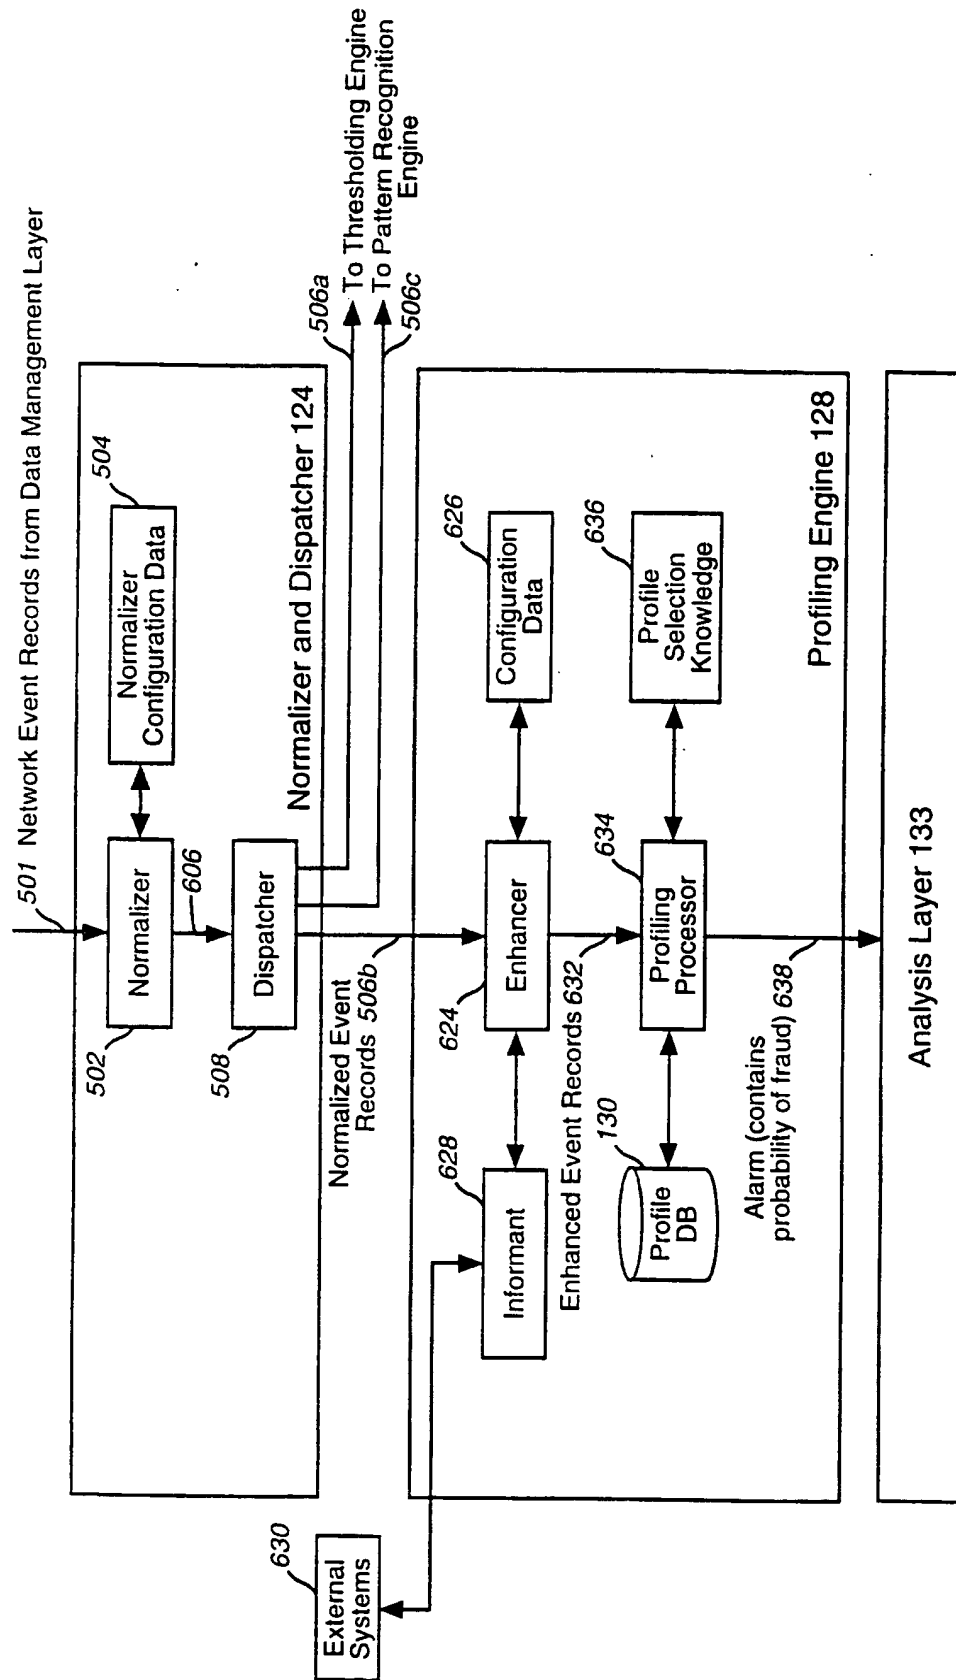 501 Network Event Records from Data Management Layer
504
Normalizer
Configuration Data
Normalizer
502
606
Dispatcher
508
Normalizer and Dispatcher 124
506a
To Thresholding Engine
To Pattern Recognition
Engine
506c
Normalized Event
Records 506b
630
External
Systems
628
Informant
624
Enhancer
626
Configuration
Data
Enhanced Event Records 632
130
Profile
DB
634
Profiling
Processor
636
Profile
Selection
Knowledge
Alarm (contains
probability of fraud) 638
Profiling Engine 128
Analysis Layer 133